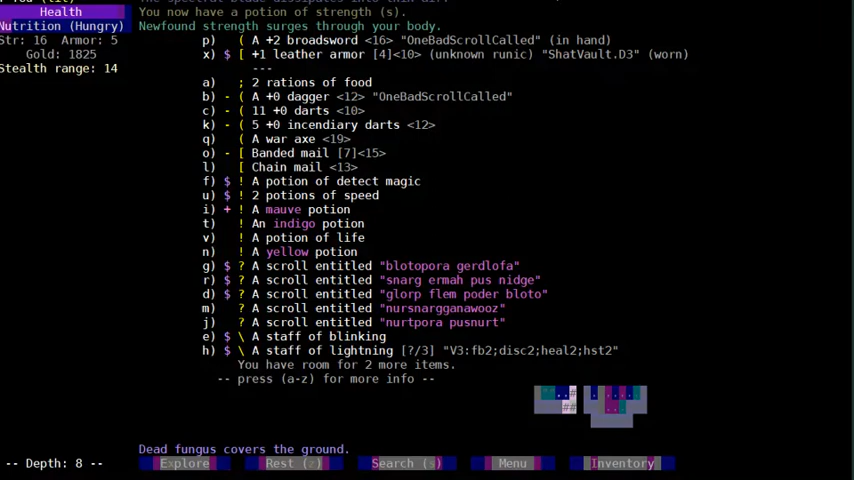 You now have a potion of strength (s).
Health
Newfound strength surges through your body.
Nutrition (Hungry)
Str: 16 Armor: 5
p) ( A +2 broadsword <16> "OneBadScrollCalled" (in hand)
Gold: 1825
x) $ [ +1 leather armor [4]<10> (unknown runic) "ShatVault.D3" (worn)
Stealth range: 14
---
a) ; 2 rations of food
b) - ( A +0 dagger <12> "OneBadScrollCalled"
c) - ( 11 +0 darts <10>
k) - ( 5 +0 incendiary darts <12>
q) ( A war axe <19>
o) - [ Banded mail [7]<15>
l) [ Chain mail <13>
f) $ ! A potion of detect magic
u) $ ! 2 potions of speed
i) + ! A mauve potion
t) ! An indigo potion
v) ! A potion of life
n) ! A yellow potion
g) $ ? A scroll entitled "blotopora gerdlofa"
r) $ ? A scroll entitled "snarg ermah pus nidge"
d) $ ? A scroll entitled "glorp flem poder bloto"
m) ? A scroll entitled "nursnargganawooz"
j) ? A scroll entitled "nurtpora pusnurt"
e) $ \ A staff of blinking
h) $ \ A staff of lightning [?/3] "V3:fb2;disc2;heal2;hst2"
You have room for 2 more items.
-- press (a-z) for more info --
Dead fungus covers the ground.
-- Depth: 8 -- Explore Rest (z) Search (s) Menu Inventory